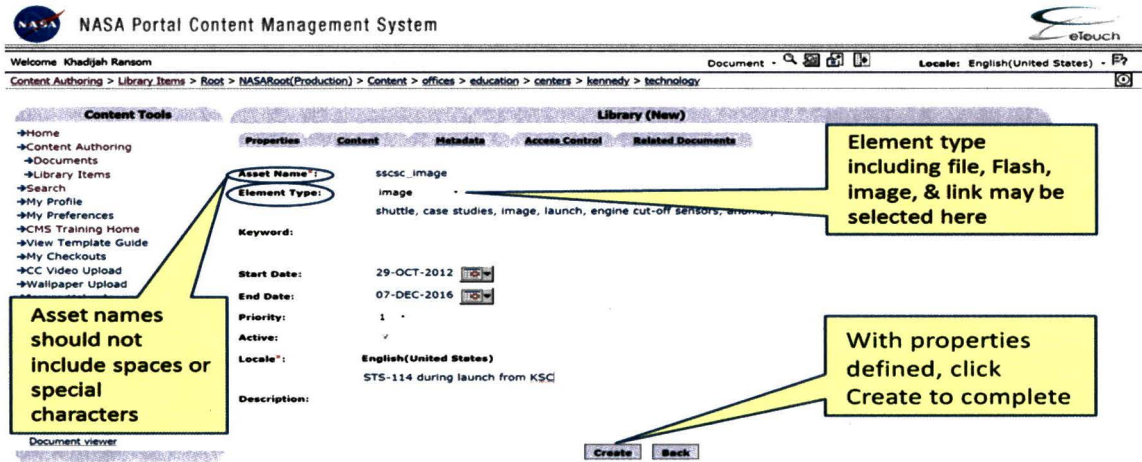 NASA
NASA Portal Content Management System
eTouch
Welcome Khadijah Ransom
Document
Locale: English(United States)
Content Authoring > Library Items > Root > NASARoot(Production) > Content > offices > education > centers > kennedy > technology
Content Tools
Library (New)
Home
Content Authoring
Documents
Library Items
Search
My Profile
My Preferences
CMS Training Home
View Template Guide
My Checkouts
CC Video Upload
Wallpaper Upload
Document viewer
Properties Content Metadata Access Control Related Documents
Asset Name*: sscsc_image
Element Type: image
shuttle, case studies, image, launch, engine cut-off sensors,
Keyword:
Start Date: 29-OCT-2012
End Date: 07-DEC-2016
Priority: 1
Active:
Locale*: English(United States)
STS-114 during launch from KSC
Description:
Create Back
Asset names
should not
include spaces or
special
characters
Element type
including file, Flash,
image, & link may be
selected here
With properties
defined, click
Create to complete